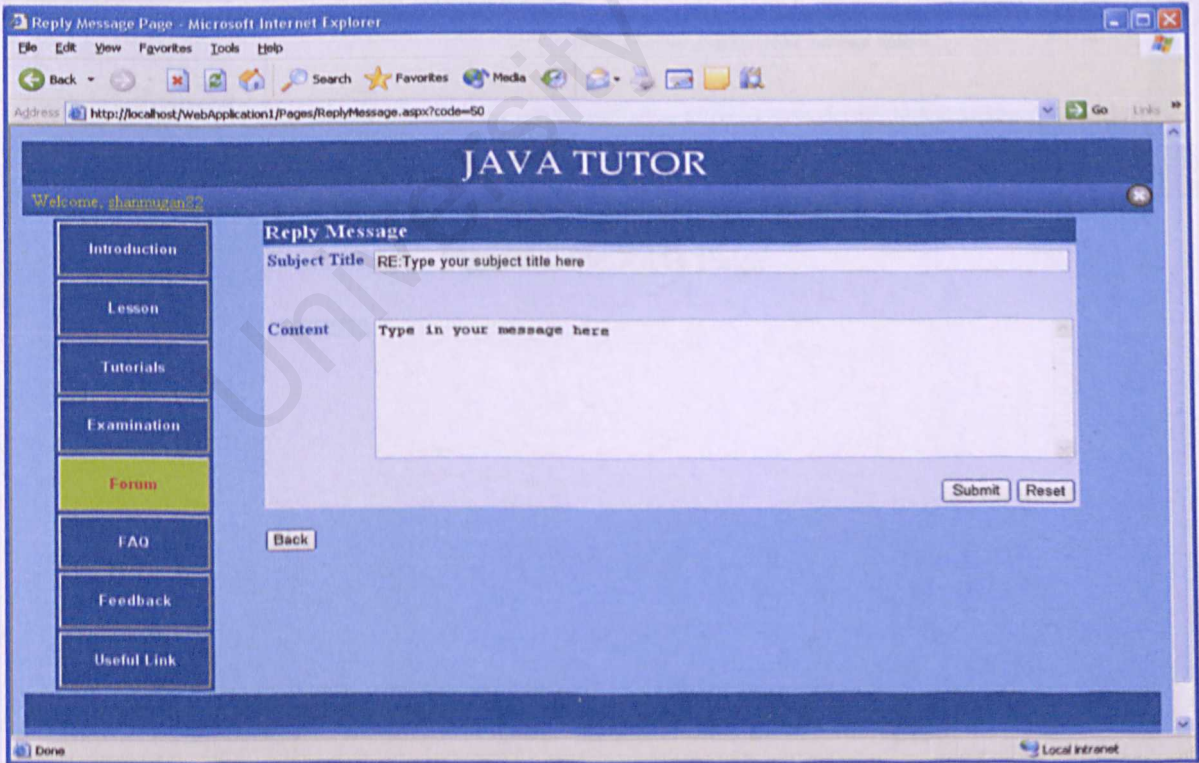 Reply Message Page - Microsoft Internet Explorer
File Edit View Favorites Tools Help
Back Search Favorites Media
Address http://localhost/WebApplication1/Pages/ReplyMessage.aspx?code=50 Go Links
JAVA TUTOR
Welcome, shanmugan82
Introduction
Lesson
Tutorials
Examination
Forum
FAQ
Feedback
Useful Link
Reply Message
Subject Title RE:Type your subject title here
Content Type in your message here
Submit Reset
Back
Done Local intranet
University